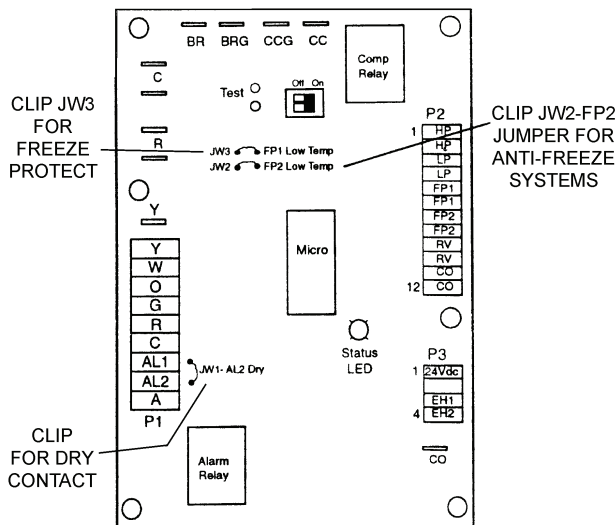 BR BRG CCG CC
Comp
Relay
C
Test
Off On
CLIP JW3
FOR
FREEZE
PROTECT
R
JW3 FP1 Low Temp
JW2 FP2 Low Temp
CLIP JW2-FP2
JUMPER FOR
ANTI-FREEZE
SYSTEMS
P2
1 HP
HP
LP
LP
FP1
FP1
FP2
FP2
RV
RV
CO
12 CO
Y
Y
W
O
G
R
C
AL1
AL2
A
P1
JW1- AL2 Dry
Micro
Status
LED
P3
1 24Vdc
EH1
4 EH2
CO
CLIP
FOR DRY
CONTACT
Alarm
Relay